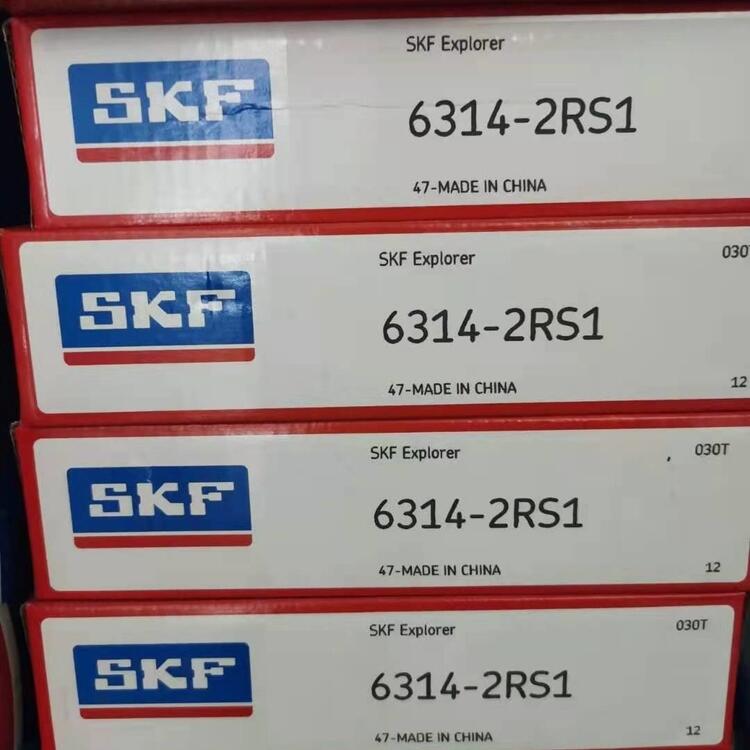 SKF
SKF Explorer
6314-2RS1
47-MADE IN CHINA
SKF
SKF Explorer
030T
6314-2RS1
47-MADE IN CHINA
12
SKF
SKF Explorer
030T
6314-2RS1
47-MADE IN CHINA
12
SKF
SKF Explorer
030T
6314-2RS1
47-MADE IN CHINA
12